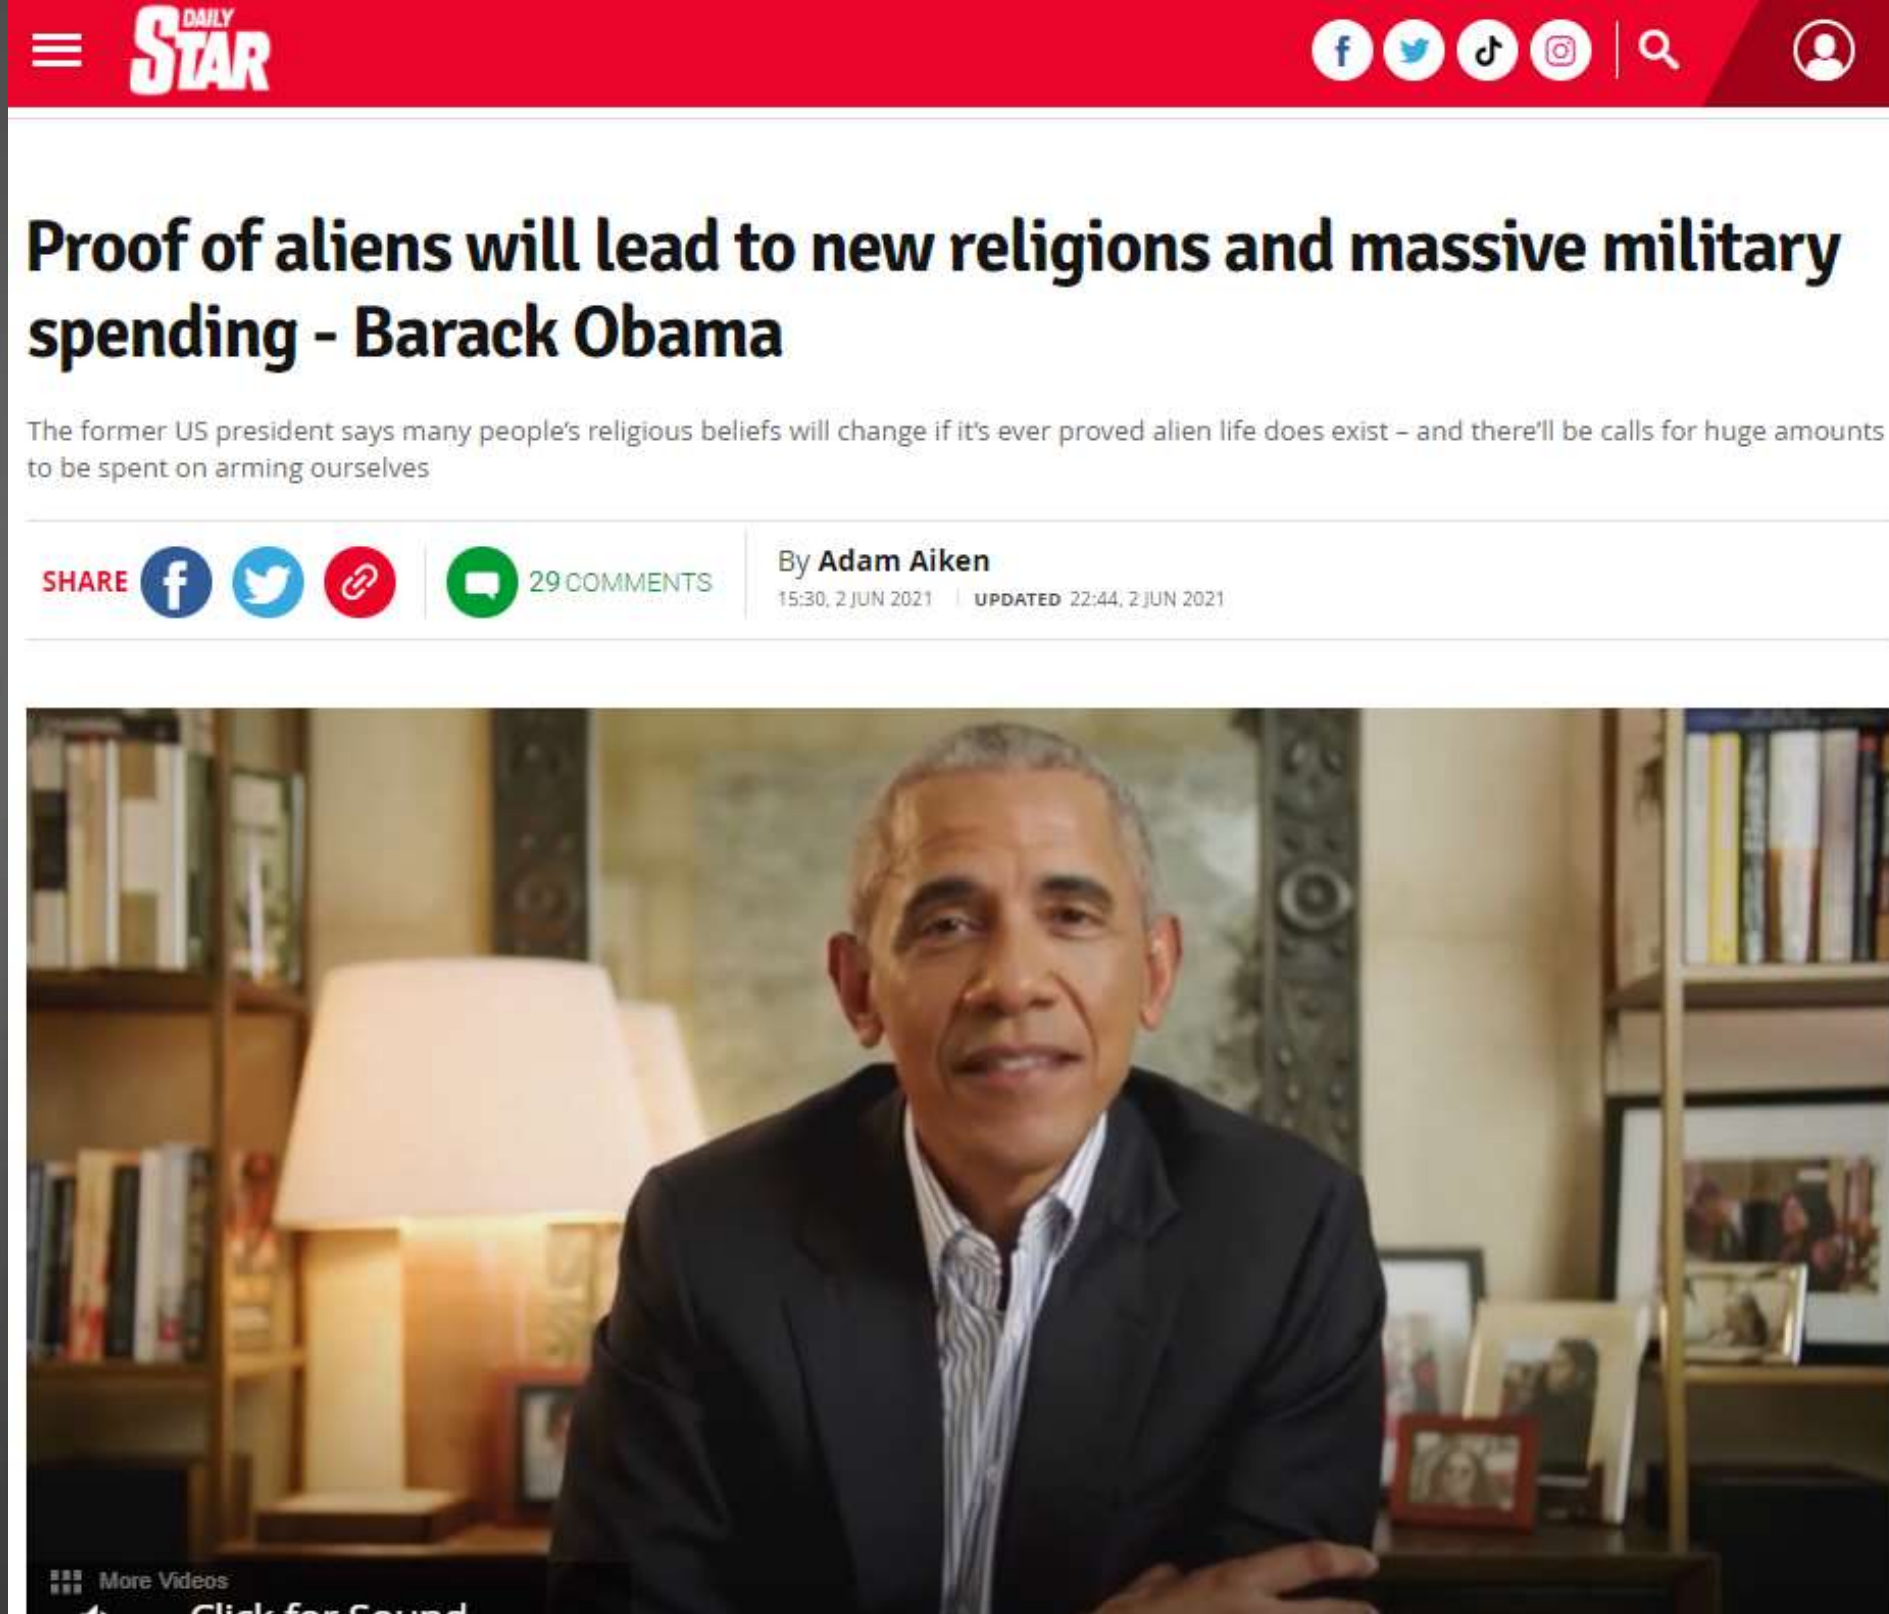 DAILY
STAR
Proof of aliens will lead to new religions and massive military
spending - Barack Obama
The former US president says many people's religious beliefs will change if it's ever proved alien life does exist – and there'll be calls for huge amounts
to be spent on arming ourselves
SHARE
29 COMMENTS
By Adam Aiken
15:30, 2 JUN 2021 UPDATED 22:44, 2 JUN 2021
More Videos
Click for Sound